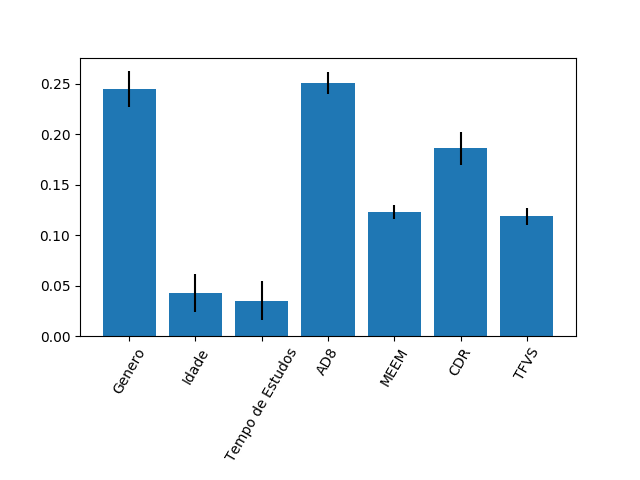 0.25
0.20
0.15
0.10
0.05
0.00
Genero
Idade
Tempo de Estudos
AD8
MEEM
CDR
TFVS